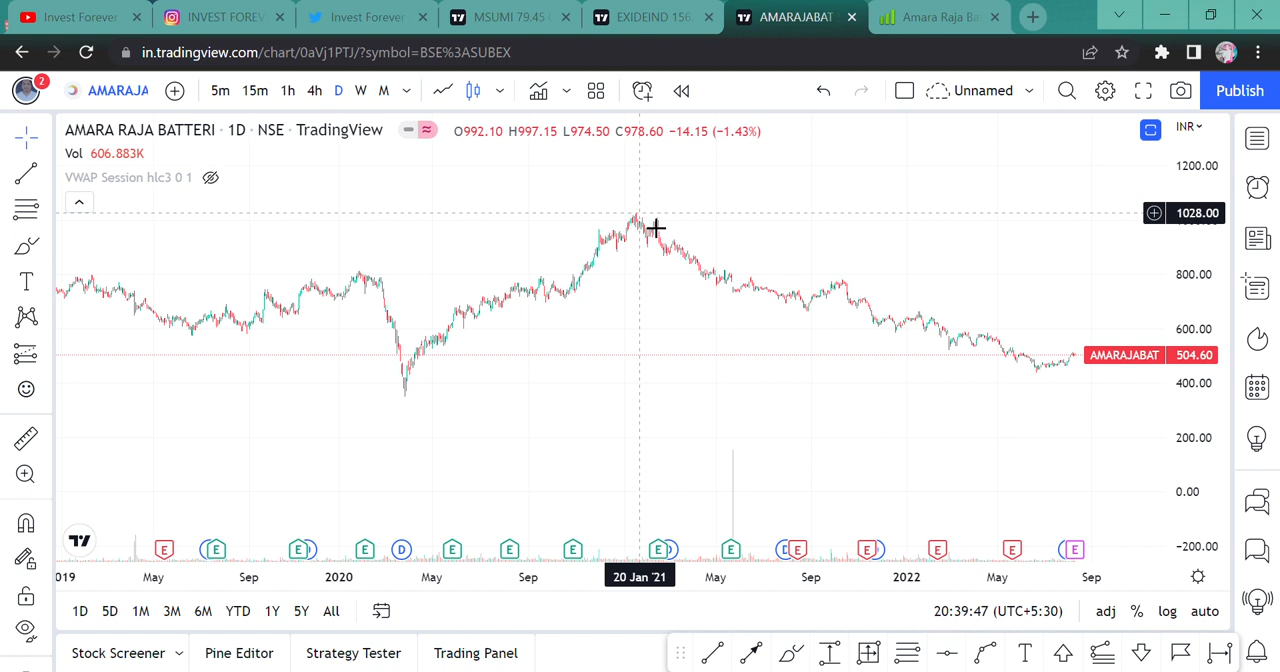 Invest Forever
INVEST FOREV
Invest Forever
MSUMI 79.45
EXIDEIND 156.
AMARAJABAT
Amara Raja Ba
in.tradingview.com/chart/0aVj1PTJ/?symbol=BSE%3ASUBEX
2
AMARAJA
5m 15m 1h 4h D W M
Unnamed
Publish
AMARA RAJA BATTERI · 1D · NSE · TradingView
O992.10 H997.15 L974.50 C978.60 -14.15 (-1.43%)
INR
Vol 606.883K
VWAP Session hlc3 0 1
1200.00
1028.00
800.00
600.00
AMARAJABAT 504.60
400.00
200.00
0.00
-200.00
E E E D E D E E E E E D E E E E E
2019 May Sep 2020 May Sep 20 Jan '21 May Sep 2022 May Sep
1D 5D 1M 3M 6M YTD 1Y 5Y All
20:39:47 (UTC+5:30)
adj % log auto
Stock Screener
Pine Editor
Strategy Tester
Trading Panel
T